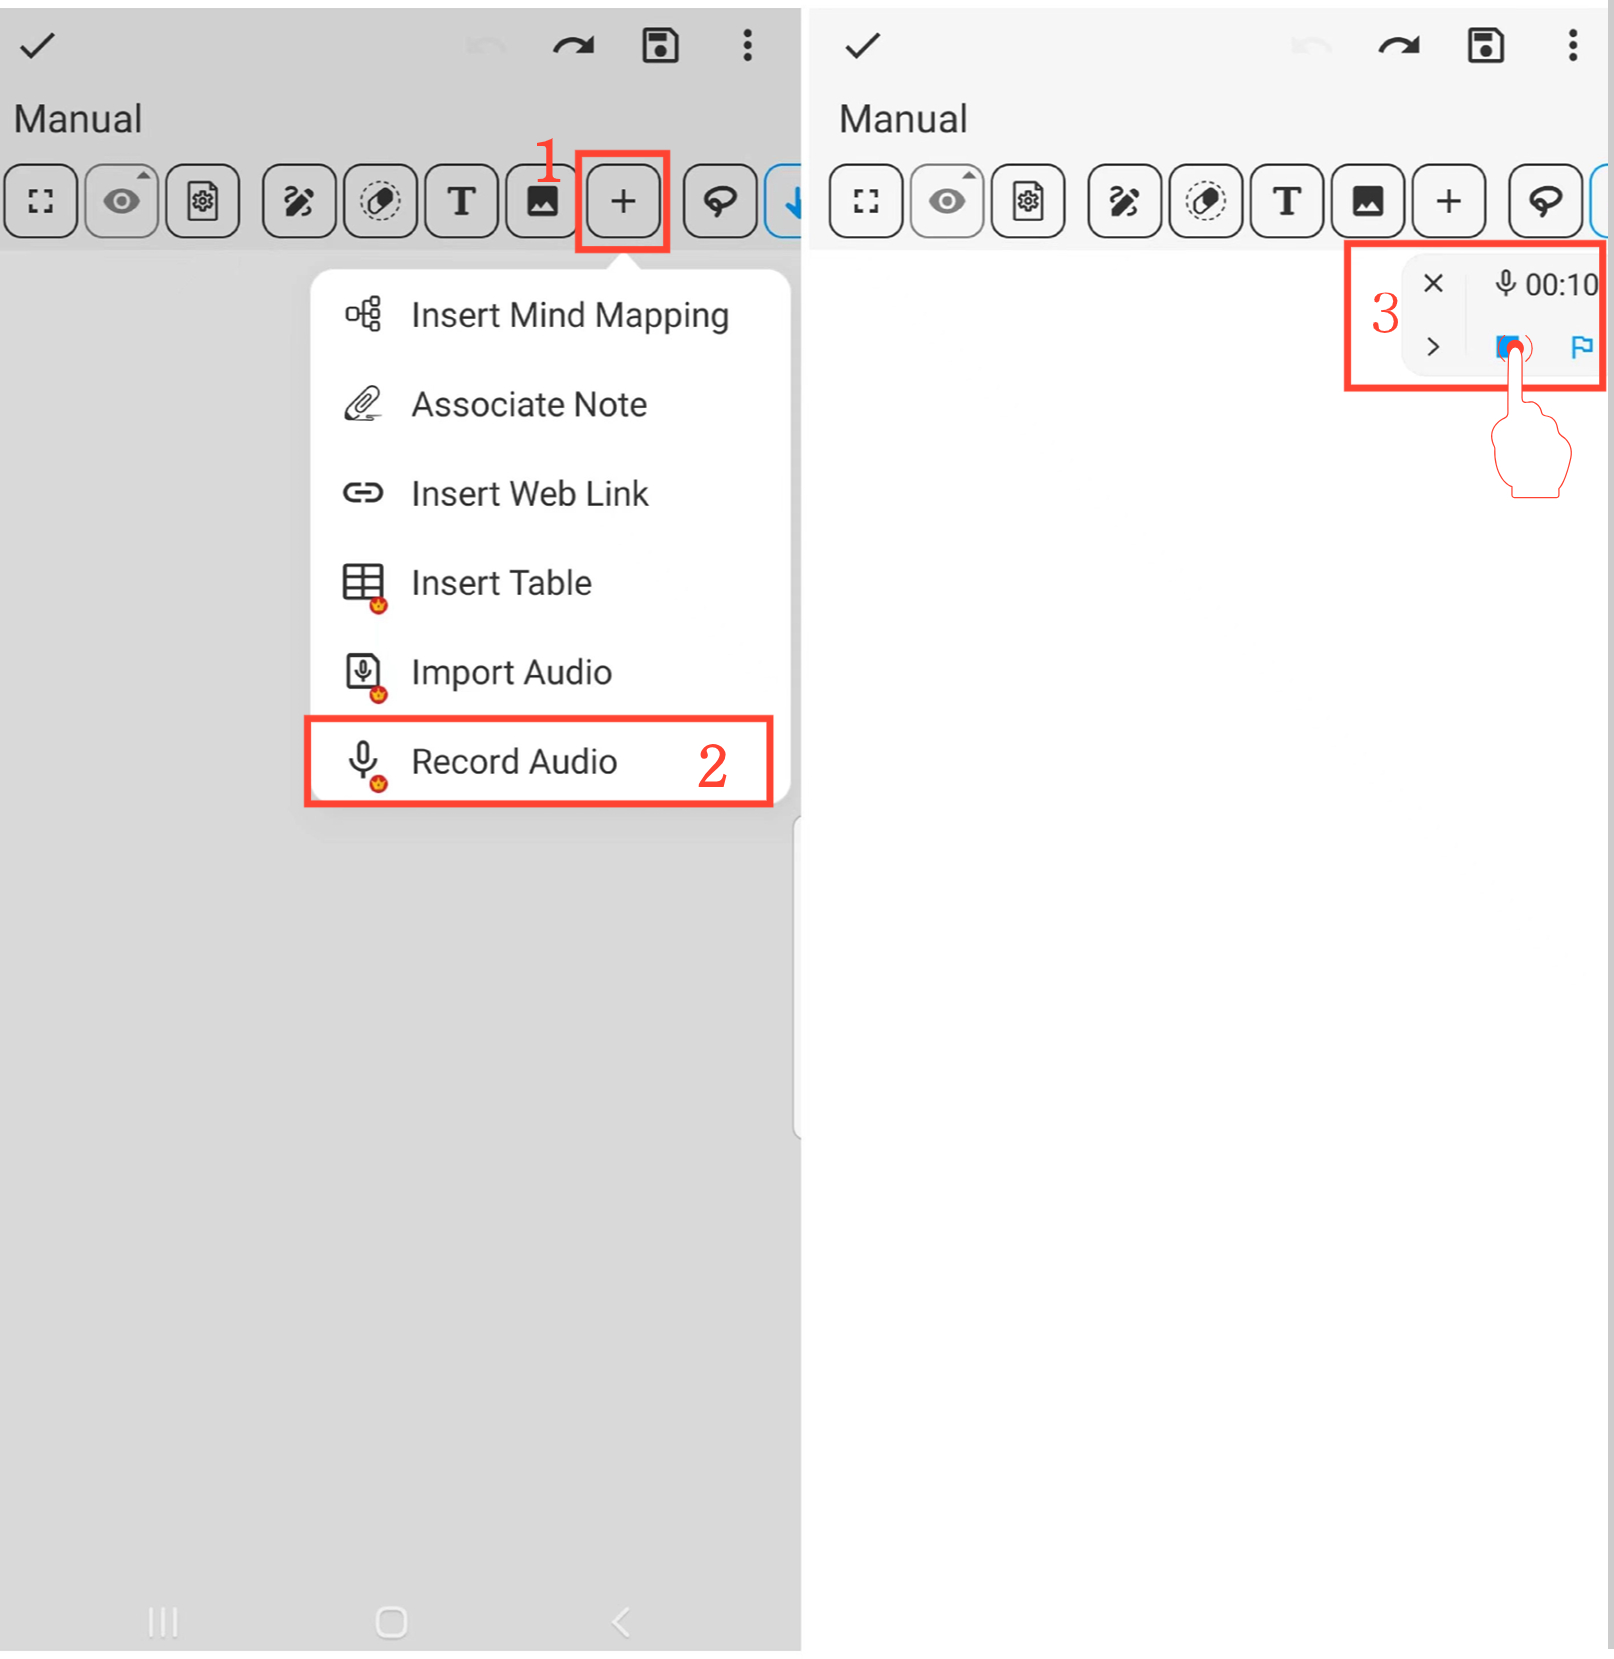 Manual
1
T
Insert Mind Mapping
Associate Note
Insert Web Link
Insert Table
Import Audio
Record Audio 2
Manual
T
3 00:10